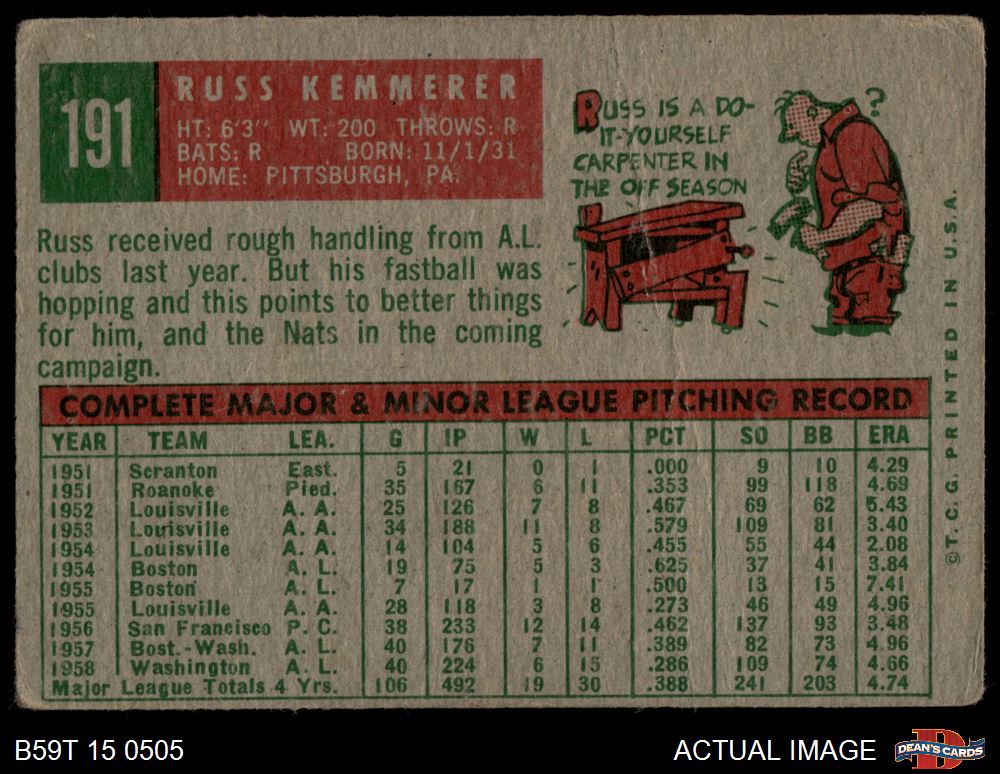 191
RUSS KEMMERER
HT: 6'3" WT: 200 THROWS: R
BATS: R BORN: 11/1/31
HOME: PITTSBURGH, PA.
RUSS IS A DO-
IT-YOURSELF
CARPENTER IN
THE OFF SEASON
?
Russ received rough handling from A.L.
clubs last year. But his fastball was
hopping and this points to better things
for him, and the Nats in the coming
campaign.
COMPLETE MAJOR & MINOR LEAGUE PITCHING RECORD
YEAR TEAM LEA. G IP W L PCT SO BB ERA
1951 Scranton East. 5 21 0 1 .000 9 10 4.29
1951 Roanoke Pied. 35 167 6 11 .353 99 118 4.69
1952 Louisville A. A. 25 126 7 8 .467 69 62 5.43
1953 Louisville A. A. 34 188 11 8 .579 109 81 3.40
1954 Louisville A. A. 14 104 5 6 .455 55 44 2.08
1954 Boston A. L. 19 75 5 3 .625 37 41 3.84
1955 Boston A. L. 7 17 1 1 .500 13 15 7.41
1955 Louisville A. A. 28 118 3 8 .273 46 49 4.96
1956 San Francisco P. C. 38 233 12 14 .462 137 93 3.48
1957 Bost.-Wash. A. L. 40 176 7 11 .389 82 73 4.96
1958 Washington A. L. 40 224 6 15 .286 109 74 4.66
Major League Totals 4 Yrs. 106 492 19 30 .388 241 203 4.74
©T. C. G. PRINTED IN U.S.A.
B59T 15 0505
ACTUAL IMAGE
DEAN'S CARDS